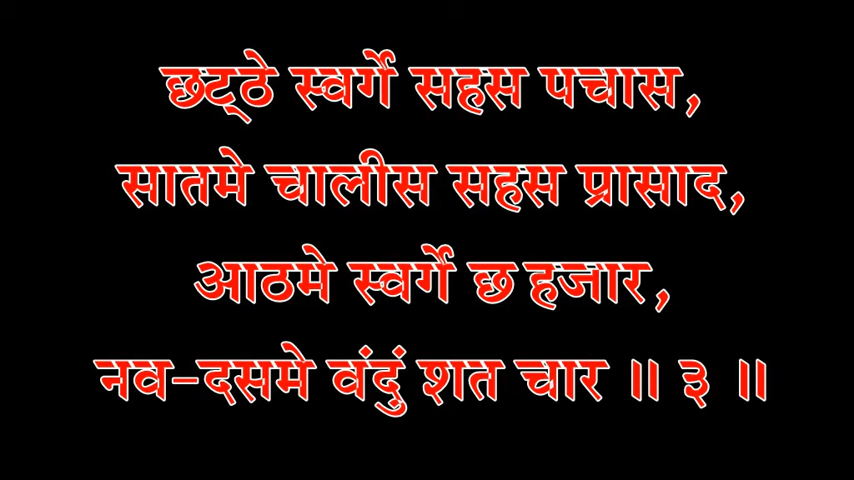 छट्ठे स्वर्गे सहस पचास,
सातमे चालीस सहस प्रासाद,
आठमे स्वर्गे छ हजार,
नव-दसमे वंदुं शत चार ॥ ३ ॥